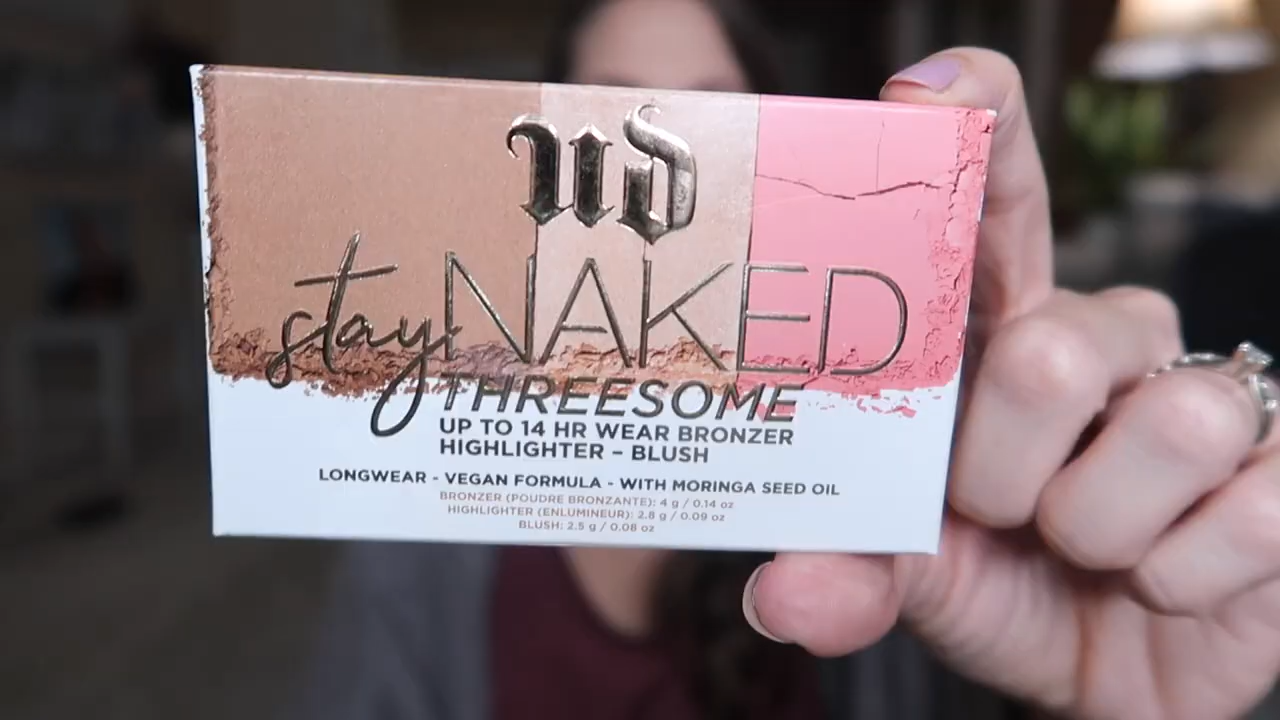 UD
stay NAKED
THREESOME
UP TO 14 HR WEAR BRONZER
HIGHLIGHTER – BLUSH
LONGWEAR - VEGAN FORMULA - WITH MORINGA SEED OIL
BRONZER (POUDRE BRONZANTE): 4 g / 0.14 oz
HIGHLIGHTER (ENLUMINEUR): 2.8 g / 0.09 oz
BLUSH: 2.5 g / 0.08 oz